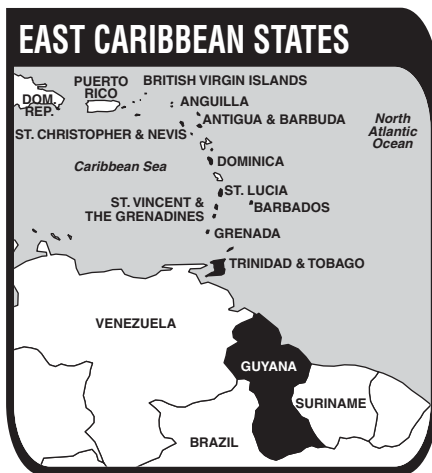 EAST CARIBBEAN STATES
PUERTO
RICO
BRITISH VIRGIN ISLANDS
DOM.
REP.
ANGUILLA
ANTIGUA & BARBUDA
North
Atlantic
Ocean
ST. CHRISTOPHER & NEVIS
Caribbean Sea
DOMINICA
ST. LUCIA
ST. VINCENT &
THE GRENADINES
BARBADOS
GRENADA
TRINIDAD & TOBAGO
VENEZUELA
GUYANA
SURINAME
BRAZIL